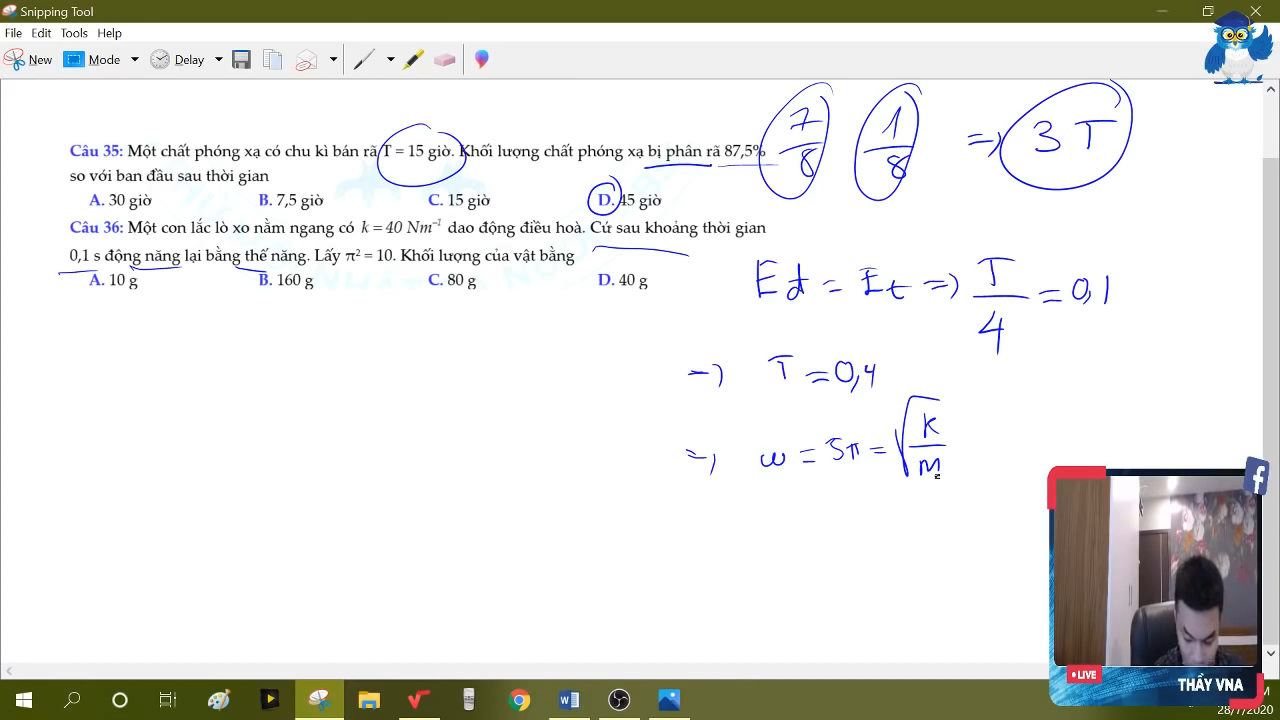 Snipping Tool
File Edit Tools Help
New Mode Delay
Câu 35: Một chất phóng xạ có chu kì bán rã T = 15 giờ. Khối lượng chất phóng xạ bị phân rã 87,5%
so với ban đầu sau thời gian
A. 30 giờ B. 7,5 giờ C. 15 giờ D. 45 giờ
Câu 36: Một con lắc lò xo nằm ngang có k = 40 Nm⁻¹ dao động điều hoà. Cứ sau khoảng thời gian
0,1 s động năng lại bằng thế năng. Lấy π² = 10. Khối lượng của vật bằng
A. 10 g B. 160 g C. 80 g D. 40 g
7/8 1/8 => 3T
Eđ = Et => T/4 = 0,1
=> T = 0,4
=> ω = 5π = √(k/m)
LIVE
THẦY VNA
28/7/2020